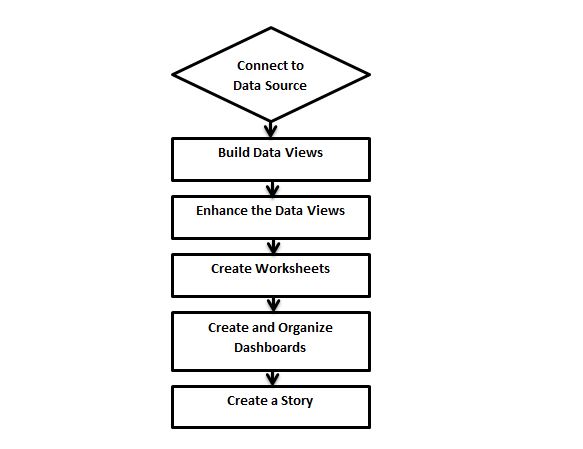 Connect to
Data Source
Build Data Views
Enhance the Data Views
Create Worksheets
Create and Organize
Dashboards
Create a Story